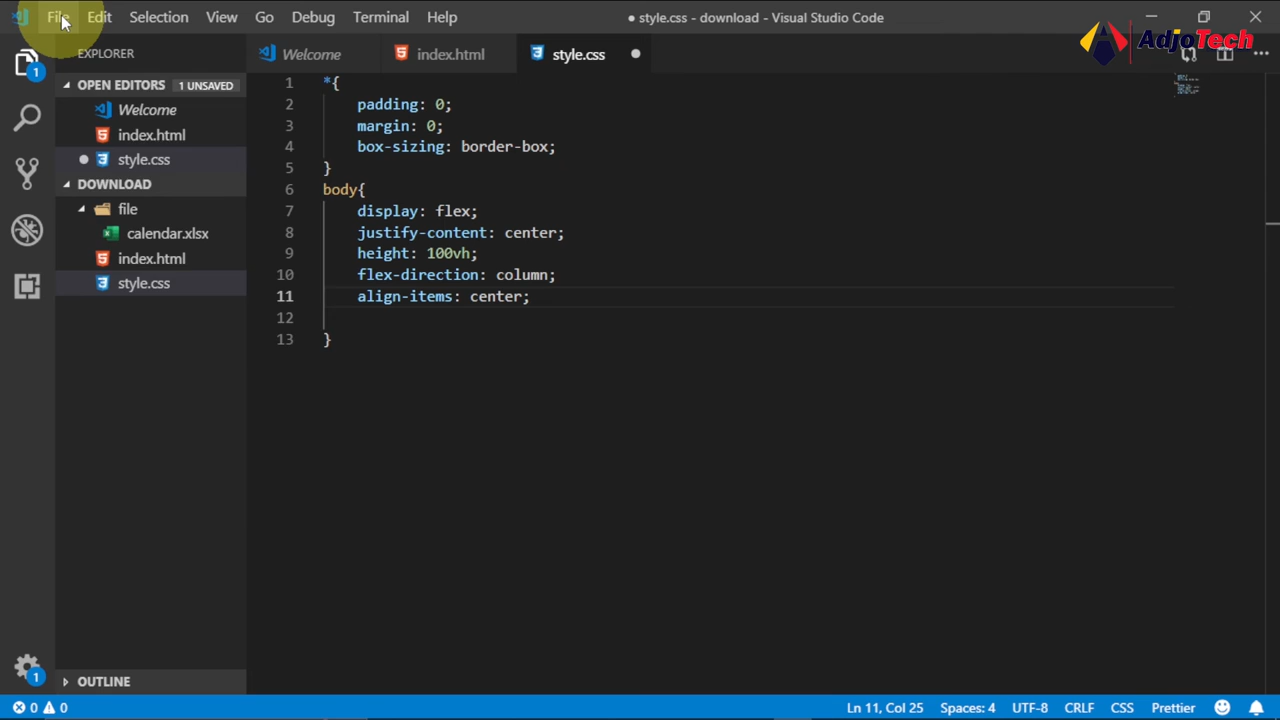 File Edit Selection View Go Debug Terminal Help
● style.css - download - Visual Studio Code
AdjoTech
EXPLORER
Welcome
index.html
style.css
OPEN EDITORS 1 UNSAVED
Welcome
index.html
style.css
DOWNLOAD
file
calendar.xlsx
index.html
style.css
OUTLINE
1
1
1 *{
2 padding: 0;
3 margin: 0;
4 box-sizing: border-box;
5 }
6 body{
7 display: flex;
8 justify-content: center;
9 height: 100vh;
10 flex-direction: column;
11 align-items: center;
12
13 }
0 0
Ln 11, Col 25 Spaces: 4 UTF-8 CRLF CSS Prettier